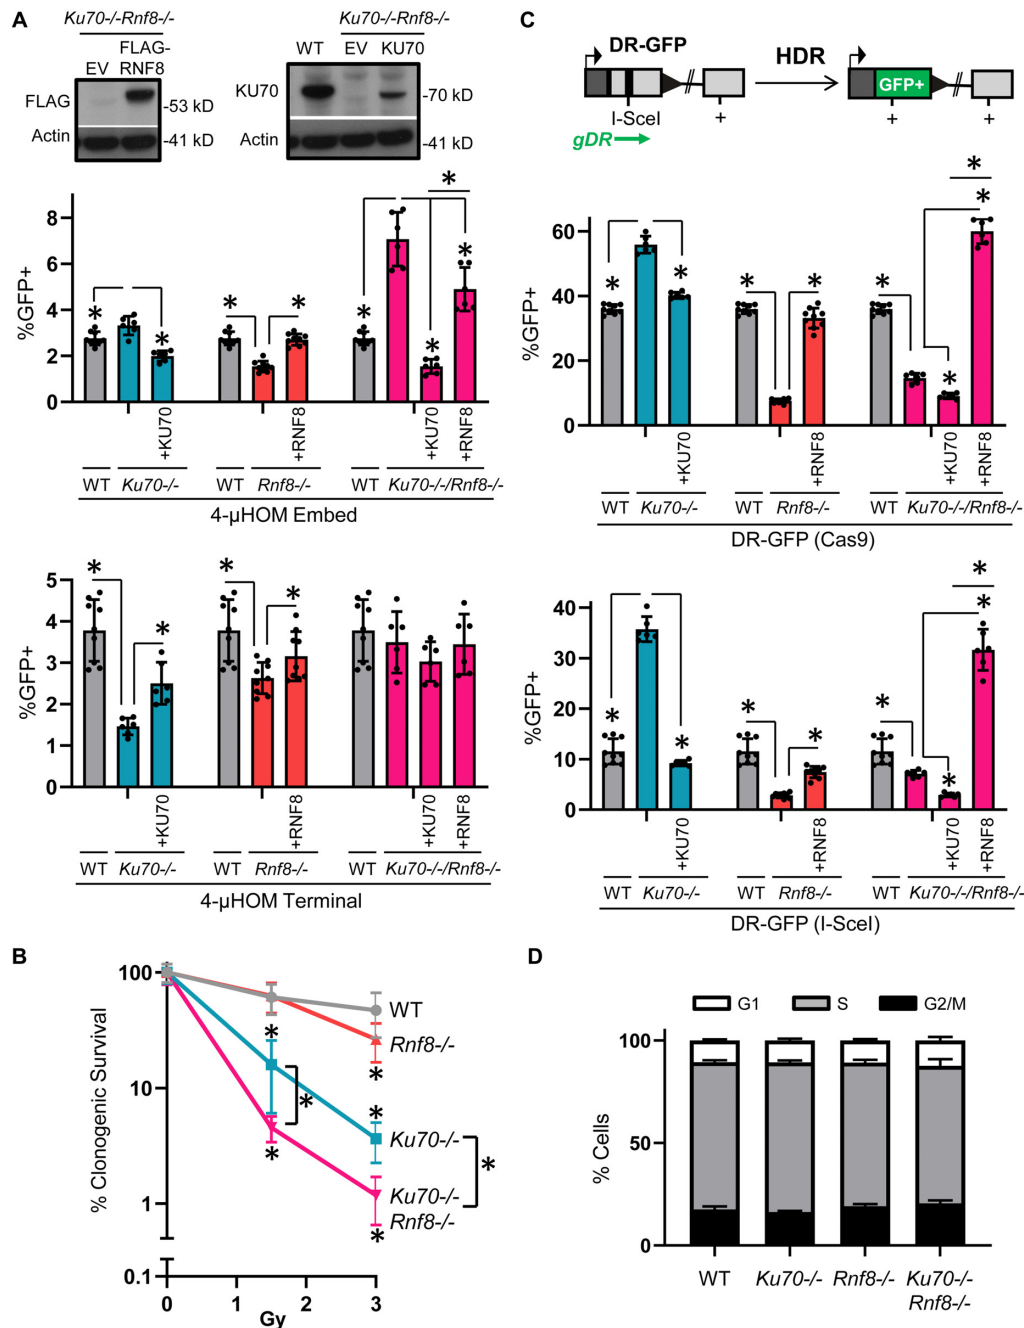 A
Ku70-/-Rnf8-/-
FLAG-
EV RNF8
FLAG
-53 kD
Actin
-41 kD
Ku70-/-Rnf8-/-
WT EV KU70
KU70
-70 kD
Actin
-41 kD
%GFP+
8
6
4
2
0
* * * * * * * * *
+KU70 +RNF8 +KU70 +RNF8
WT Ku70-/- WT Rnf8-/- WT Ku70-/-/Rnf8-/-
4-µHOM Embed
%GFP+
5
4
3
2
1
0
* * * *
+KU70 +RNF8 +KU70 +RNF8
WT Ku70-/- WT Rnf8-/- WT Ku70-/-/Rnf8-/-
4-µHOM Terminal
B
% Clonogenic Survival
100
10
1
0.1
0 1 2 3
Gy
WT
Rnf8-/-
Ku70-/-
Ku70-/-
Rnf8-/-
* * * * * * *
C
DR-GFP
HDR
GFP+
I-SceI
+ + +
gDR
%GFP+
60
40
20
0
* * * * * * * *
+KU70 +RNF8 +KU70 +RNF8
WT Ku70-/- WT Rnf8-/- WT Ku70-/-/Rnf8-/-
DR-GFP (Cas9)
%GFP+
40
30
20
10
0
* * * * * * * *
+KU70 +RNF8 +KU70 +RNF8
WT Ku70-/- WT Rnf8-/- WT Ku70-/-/Rnf8-/-
DR-GFP (I-SceI)
D
G1 S G2/M
% Cells
100
50
0
WT Ku70-/- Rnf8-/- Ku70-/-
Rnf8-/-